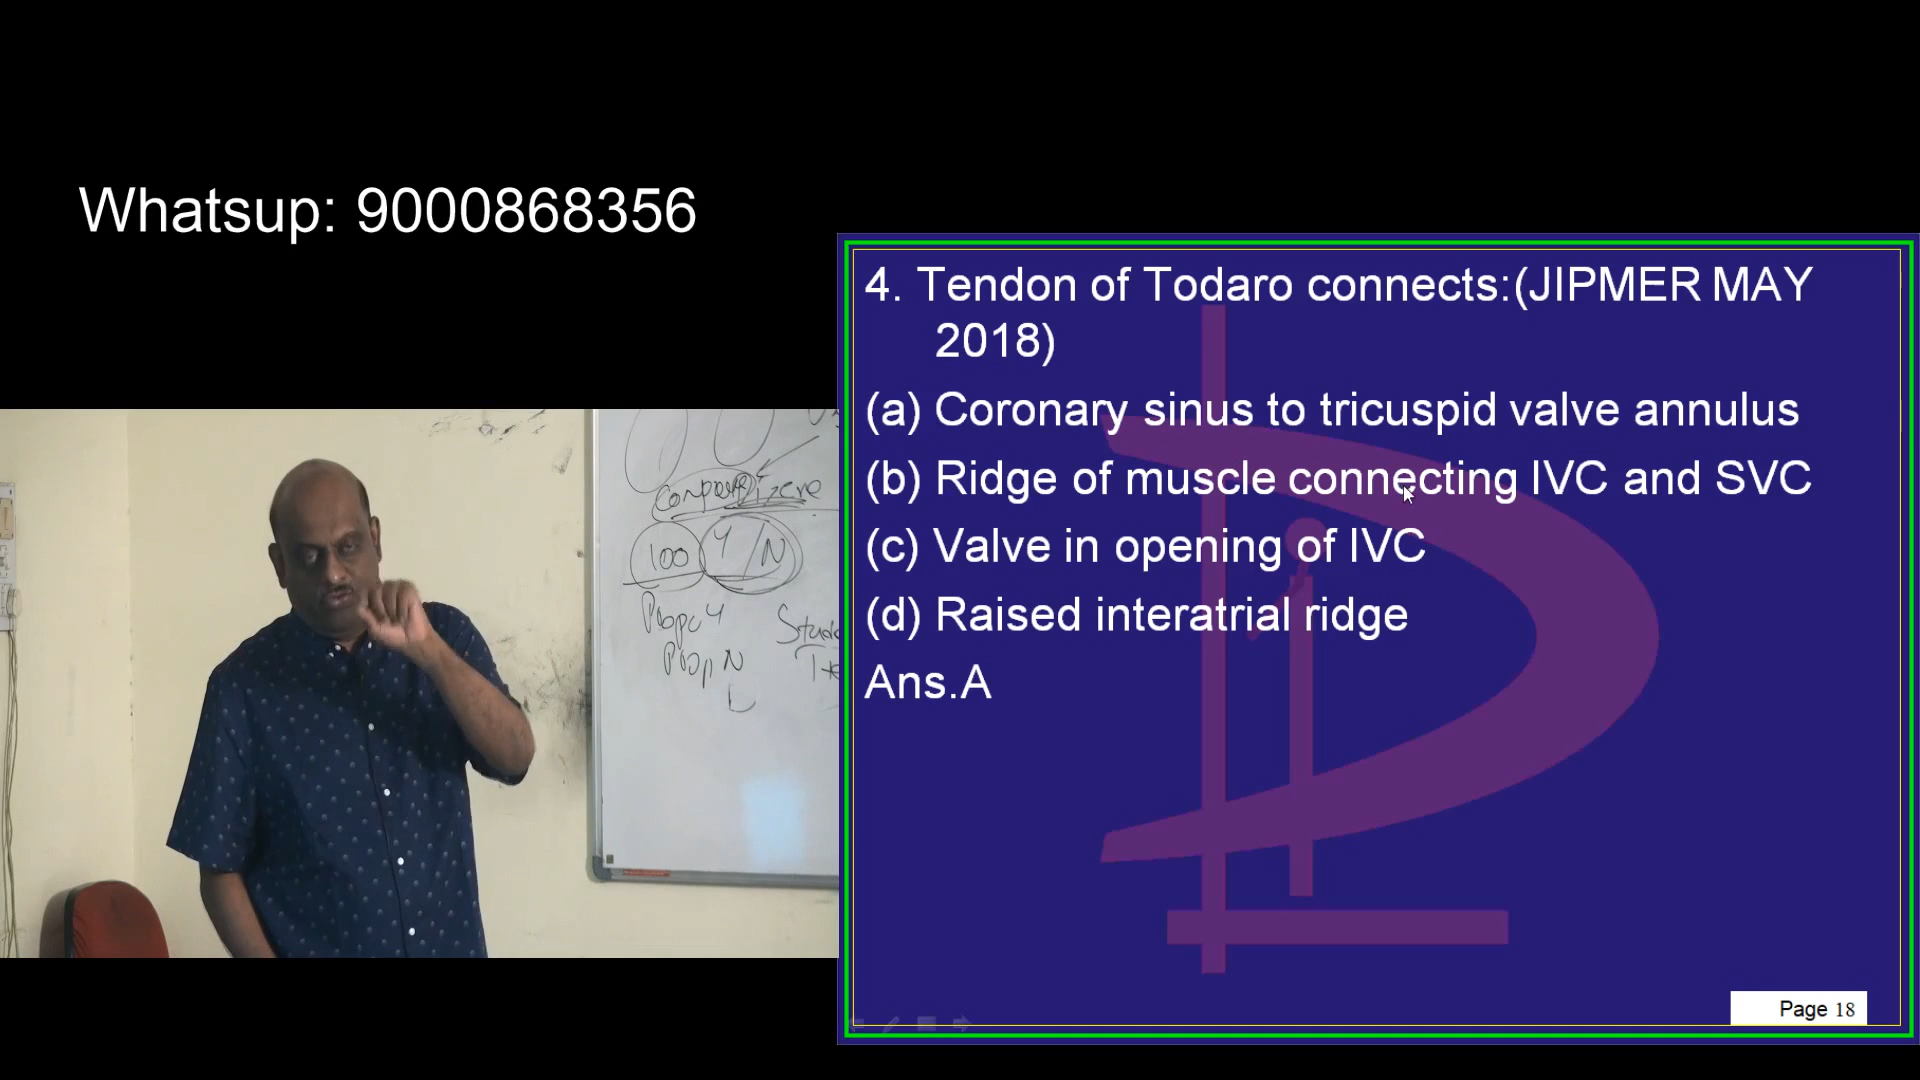 Whatsup: 9000868356
4. Tendon of Todaro connects:(JIPMER MAY
2018)
(a) Coronary sinus to tricuspid valve annulus
(b) Ridge of muscle connecting IVC and SVC
(c) Valve in opening of IVC
(d) Raised interatrial ridge
Ans.A
Page 18
100
Y/N